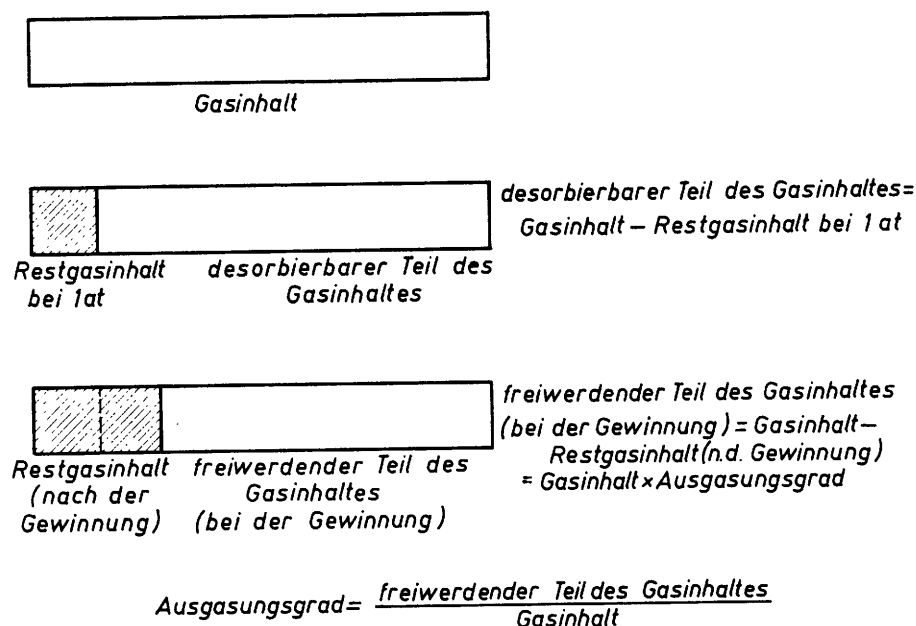 Gasinhalt
desorbierbarer Teil des Gasinhaltes=
Gasinhalt – Restgasinhalt bei 1 at
Restgasinhalt
bei 1at
desorbierbarer Teil des
Gasinhaltes
freiwerdender Teil des Gasinhaltes
(bei der Gewinnung) = Gasinhalt–
Restgasinhalt (n.d. Gewinnung)
= Gasinhalt × Ausgasungsgrad
Restgasinhalt
(nach der
Gewinnung)
freiwerdender Teil des
Gasinhaltes
(bei der Gewinnung)
Ausgasungsgrad= freiwerdender Teil des Gasinhaltes
Gasinhalt